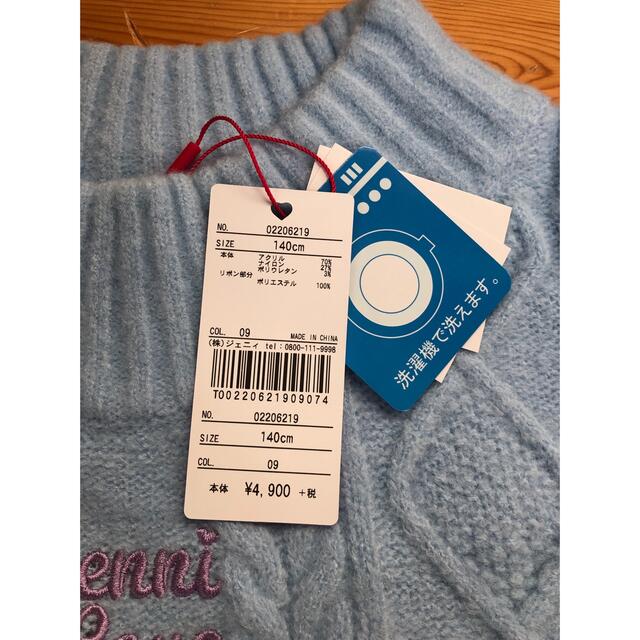 NO. 02206219
SIZE 140cm
本体 アクリル 70%
ナイロン 27%
ポリウレタン 3%
リボン部分 ポリエステル 100%
COL. 09 MADE IN CHINA
(株)ジェニィ tel:0800-111-9998
T00220621909074
NO. 02206219
SIZE 140cm
COL. 09
本体 ¥4,900 +税
洗濯機で洗えます。
enni